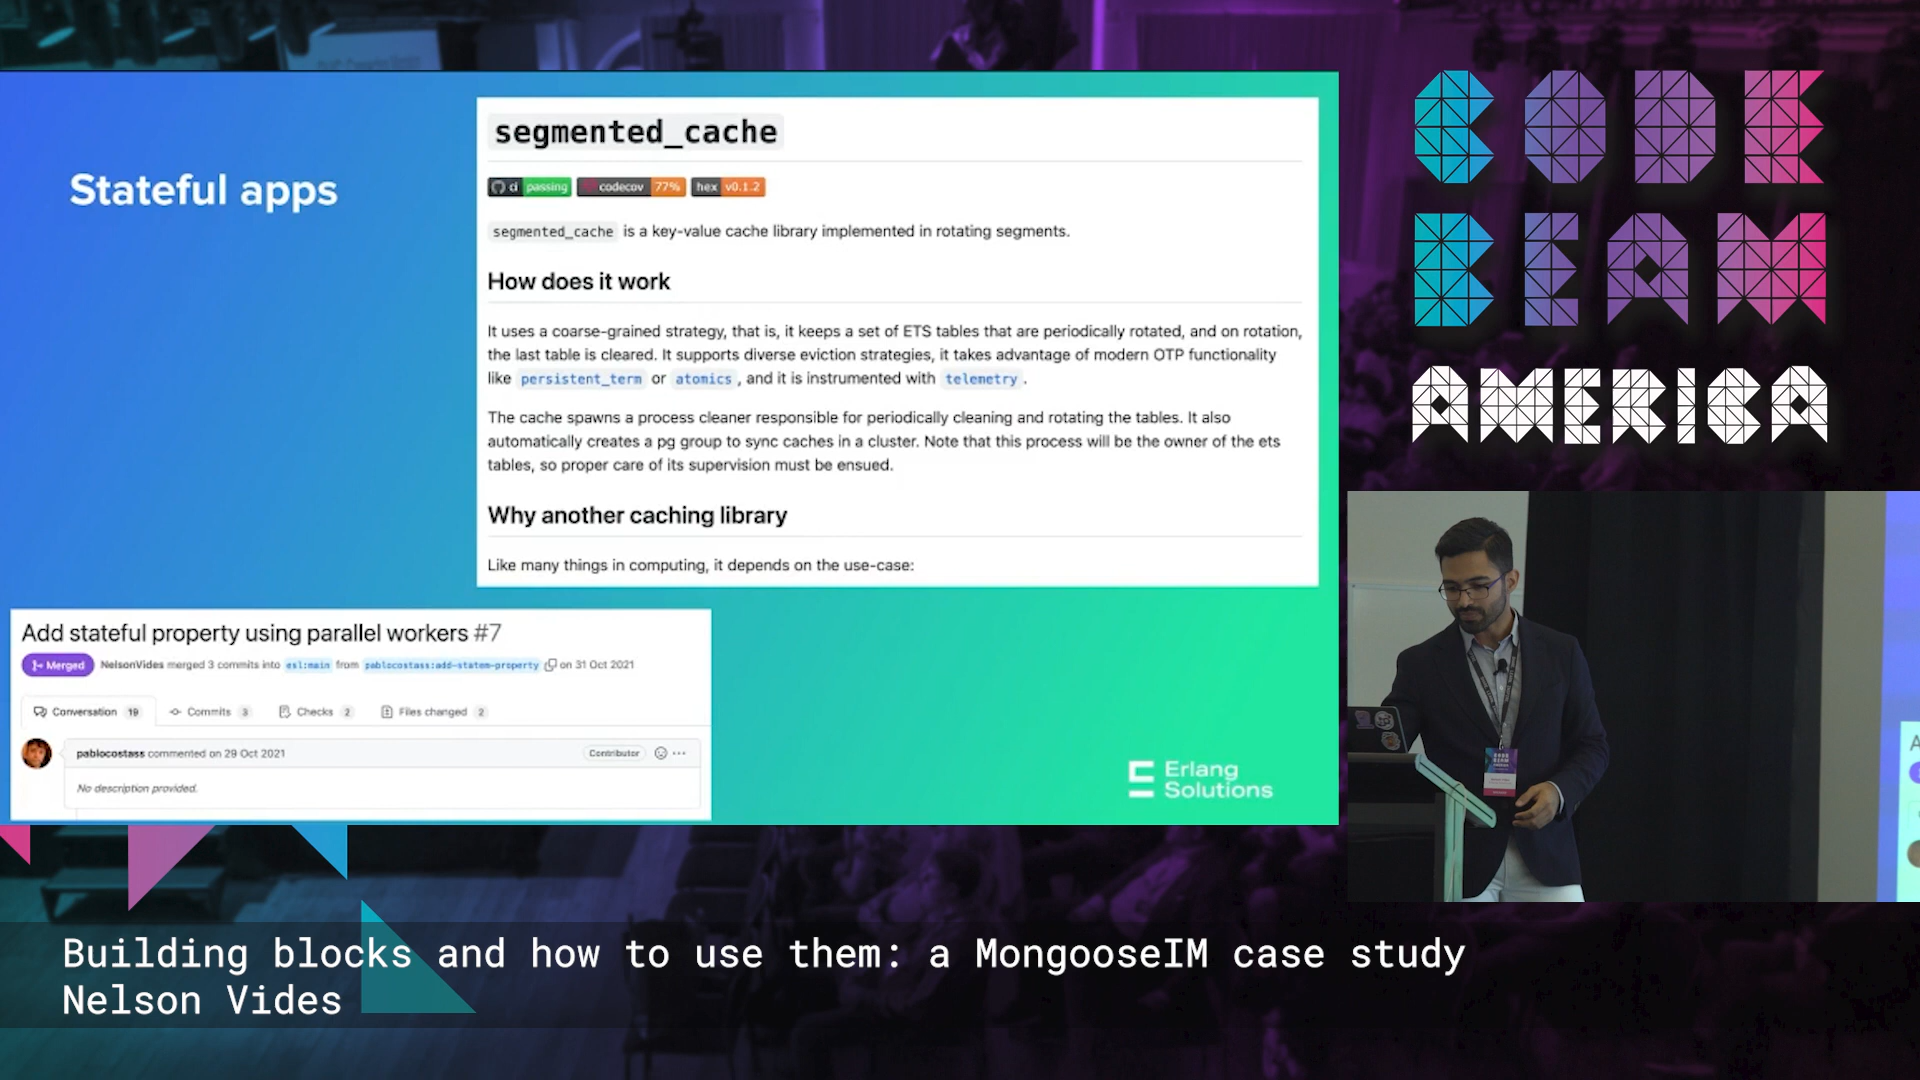 Stateful apps
segmented_cache
ci passing codecov 77% hex v0.1.2
segmented_cache is a key-value cache library implemented in rotating segments.
How does it work
It uses a coarse-grained strategy, that is, it keeps a set of ETS tables that are periodically rotated, and on rotation,
the last table is cleared. It supports diverse eviction strategies, it takes advantage of modern OTP functionality
like persistent_term or atomics, and it is instrumented with telemetry.
The cache spawns a process cleaner responsible for periodically cleaning and rotating the tables. It also
automatically creates a pg group to sync caches in a cluster. Note that this process will be the owner of the ets
tables, so proper care of its supervision must be ensued.
Why another caching library
Like many things in computing, it depends on the use-case:
Add stateful property using parallel workers #7
Merged NelsonVides merged 3 commits into esl:main from pablocostass:add-statem-property on 31 Oct 2021
Conversation 19 Commits 3 Checks 2 Files changed 2
pablocostass commented on 29 Oct 2021 Contributor
No description provided.
Erlang
Solutions
CODE
BEAM
AMERICA
Building blocks and how to use them: a MongooseIM case study
Nelson Vides